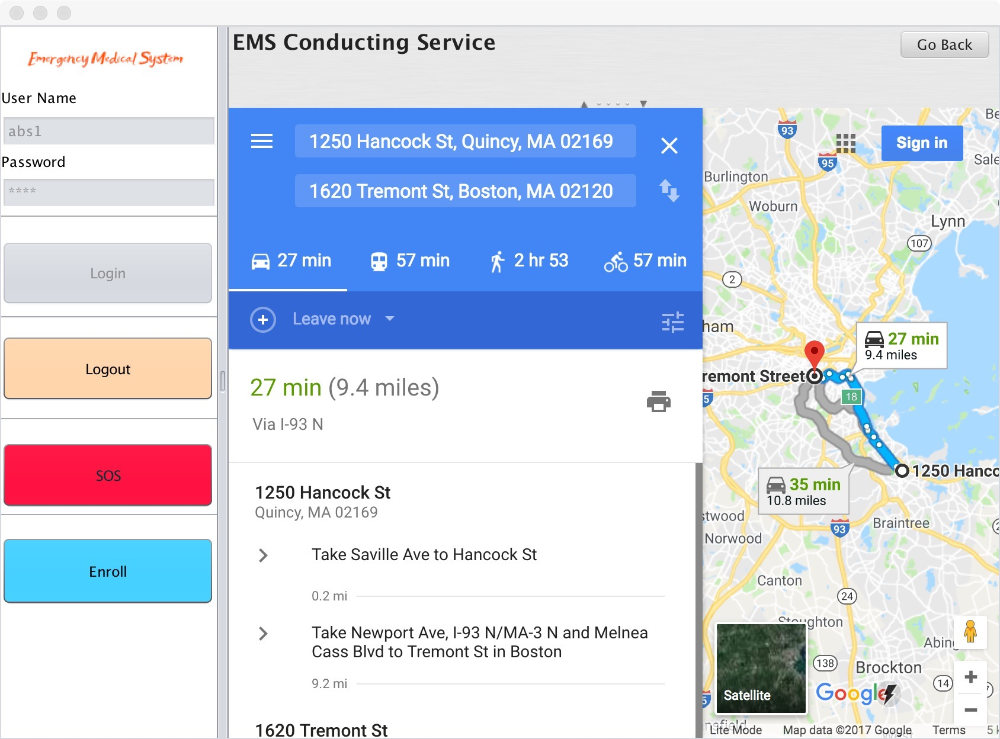 EMS Conducting Service
Go Back
Emergency Medical System
User Name
abs1
Password
****
Login
Logout
SOS
Enroll
1250 Hancock St, Quincy, MA 02169
1620 Tremont St, Boston, MA 02120
27 min
57 min
2 hr 53
57 min
Leave now
27 min (9.4 miles)
Via I-93 N
1250 Hancock St
Quincy, MA 02169
Take Saville Ave to Hancock St
0.2 mi
Take Newport Ave, I-93 N/MA-3 N and Melnea
Cass Blvd to Tremont St in Boston
9.2 mi
1620 Tremont St
Be
93
Sign in
95
Sale
Burlington
Woburn
Lynn
107
2
ham
27 min
9.4 miles
remont Street
5
18
1250 Hanco
35 min
10.8 miles
stwood
93
Braintree
Norwood
Canton
24
Stoughton
Abing
138
Brockton
14
Satellite
Google
5
nsfield
Lite Mode
Map data ©2017 Google
Terms
5 k